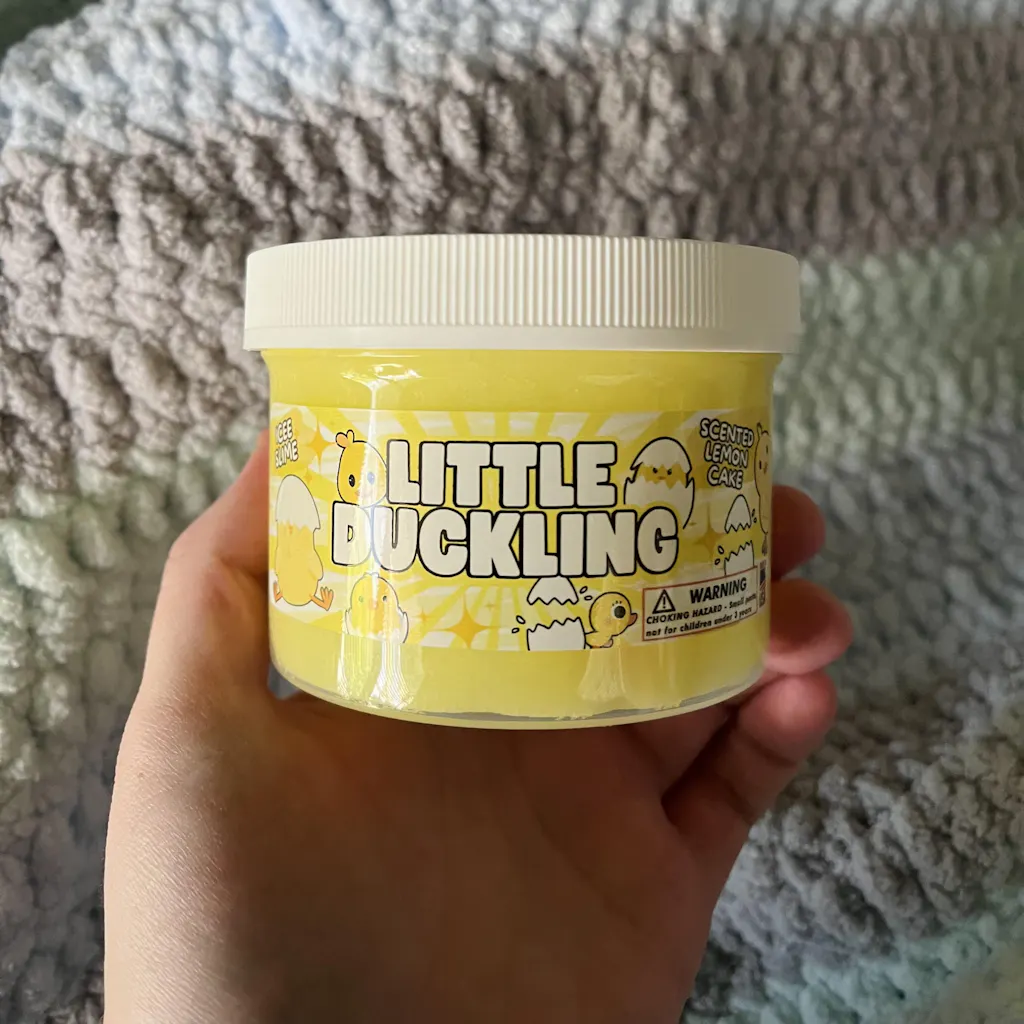 ICEE
SLIME
LITTLE
DUCKLING
SCENTED
LEMON
CAKE
WARNING
CHOKING HAZARD - Small parts
not for children under 3 years